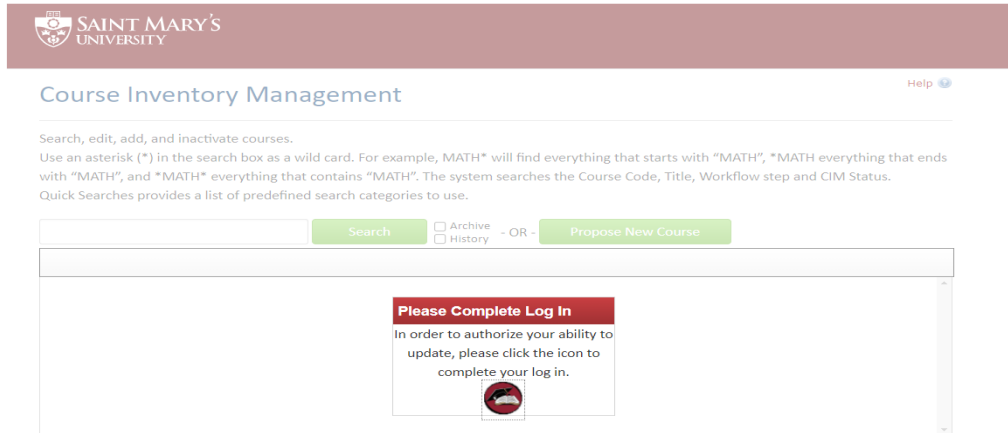 SAINT MARY'S
UNIVERSITY
Help
Course Inventory Management
Search, edit, add, and inactivate courses.
Use an asterisk (*) in the search box as a wild card. For example, MATH* will find everything that starts with “MATH”, *MATH everything that ends
with “MATH”, and *MATH* everything that contains “MATH”. The system searches the Course Code, Title, Workflow step and CIM Status.
Quick Searches provides a list of predefined search categories to use.
Search Archive - OR - Propose New Course
History
Please Complete Log In
In order to authorize your ability to
update, please click the icon to
complete your log in.